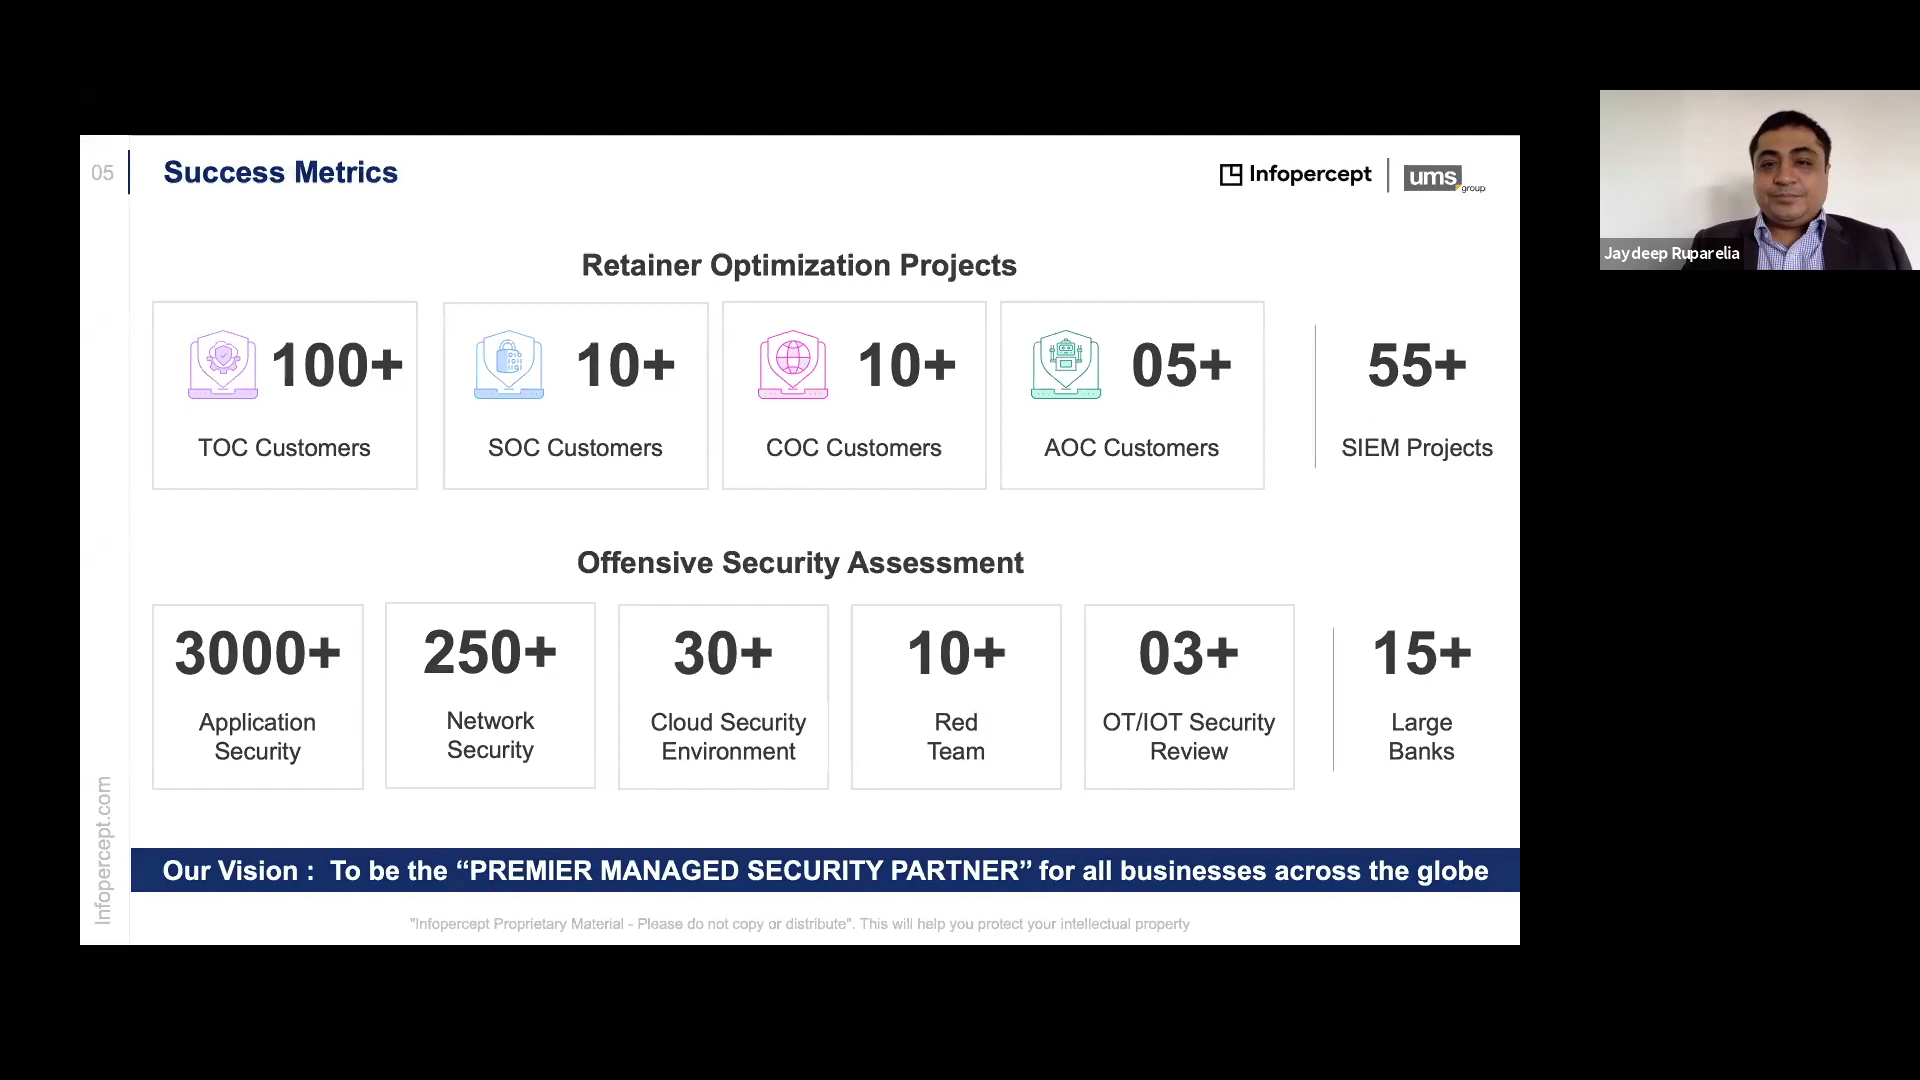 05
Success Metrics
Infopercept
ums
group
Jaydeep Ruparelia
Retainer Optimization Projects
100+
10+
10+
05+
55+
TOC Customers
SOC Customers
COC Customers
AOC Customers
SIEM Projects
Offensive Security Assessment
3000+
250+
30+
10+
03+
15+
Application
Security
Network
Security
Cloud Security
Environment
Red
Team
OT/IOT Security
Review
Large
Banks
Infopercept.com
Our Vision : To be the “PREMIER MANAGED SECURITY PARTNER” for all businesses across the globe
"Infopercept Proprietary Material - Please do not copy or distribute". This will help you protect your intellectual property